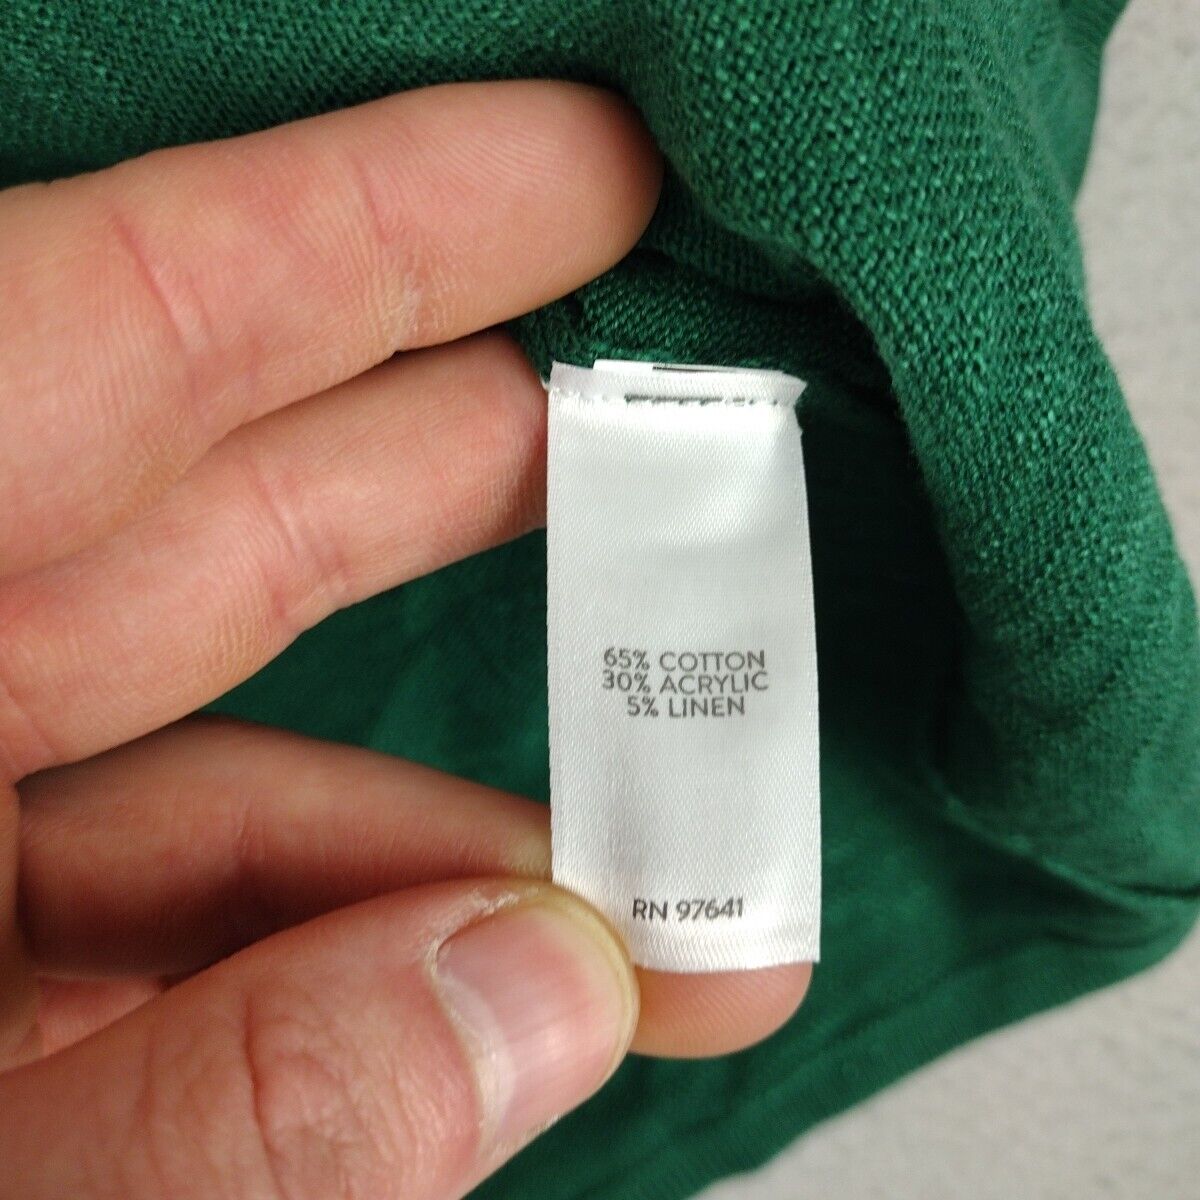 65% COTTON
30% ACRYLIC
5% LINEN
RN 97641